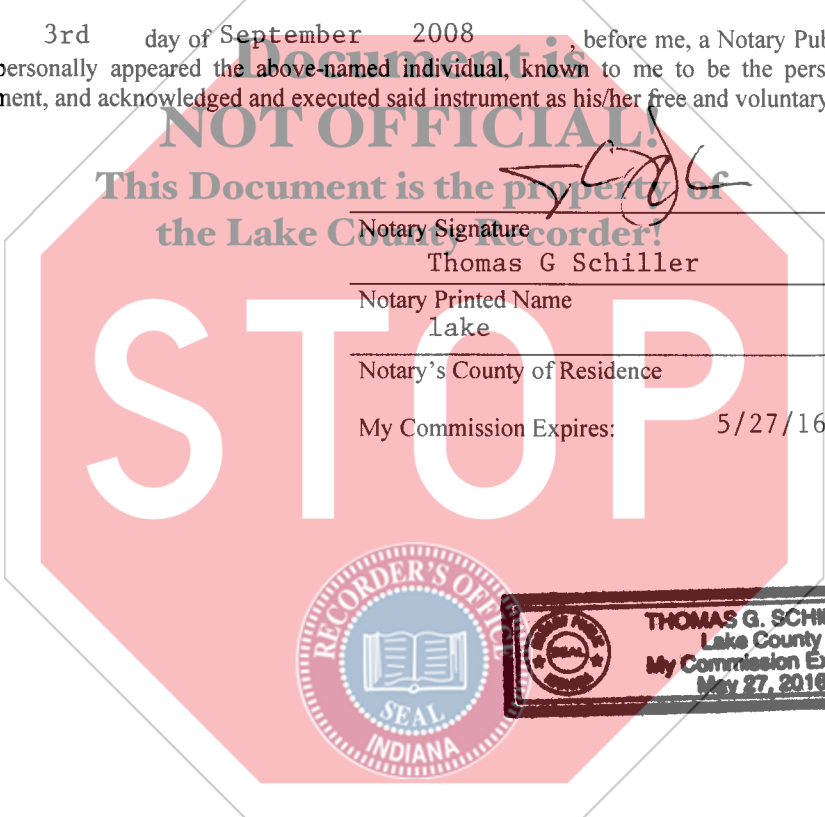 3rd day of September 2008, before me, a Notary Pub
personally appeared the above-named individual, known to me to be the pers
ment, and acknowledged and executed said instrument as his/her free and voluntary
Document is
NOT OFFICIAL!
This Document is the property of
the Lake County Recorder!
Notary Signature
Thomas G Schiller
Notary Printed Name
lake
Notary's County of Residence
My Commission Expires: 5/27/16
STOP
RECORDER'S OFFICE
SEAL
INDIANA
SEAL
THOMAS G. SCHI
Lake County
My Commission Ex
May 27, 2016